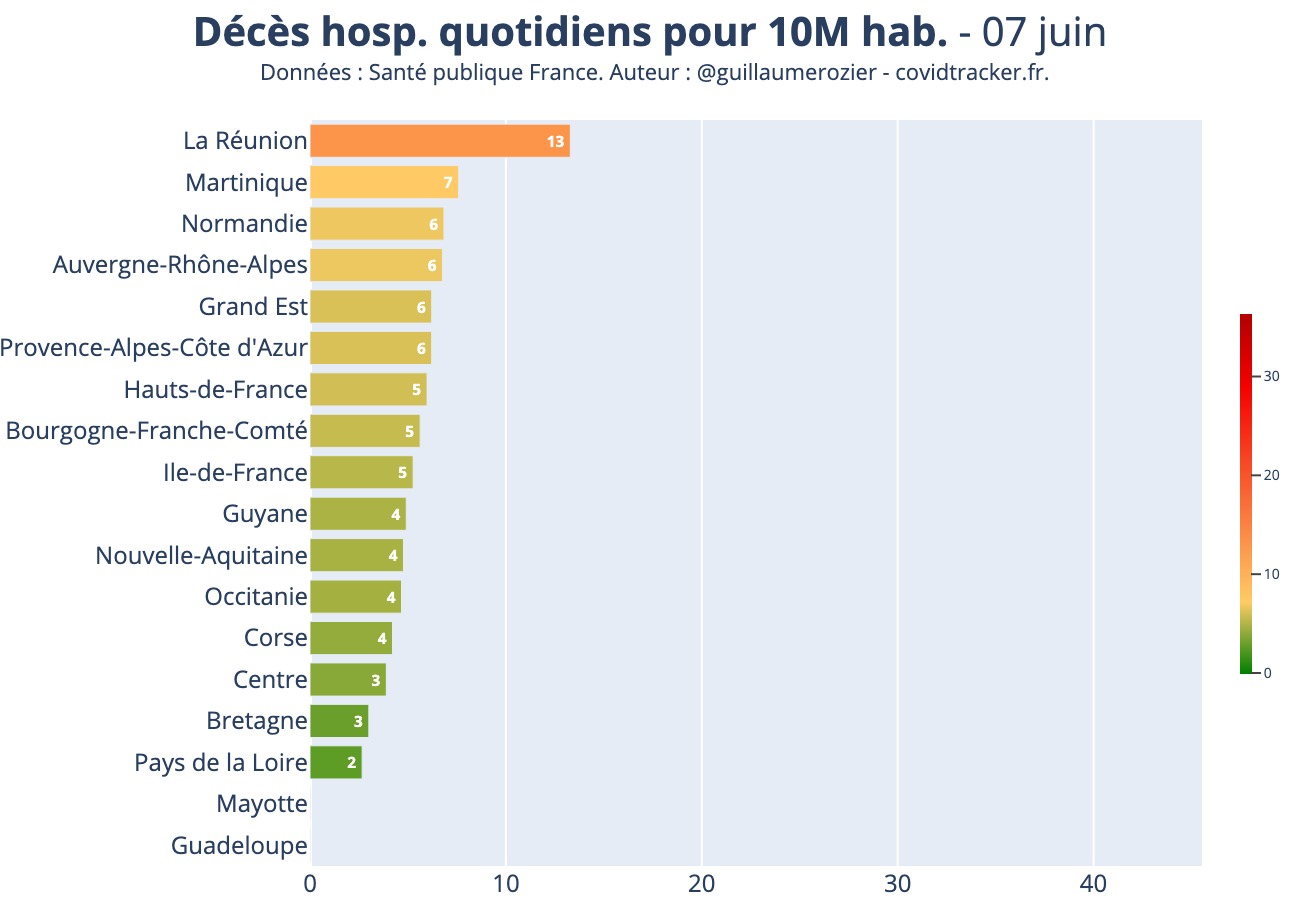 Décès hosp. quotidiens pour 10M hab. - 07 juin
Données : Santé publique France. Auteur : @guillaumerozier - covidtracker.fr.
La Réunion 13
Martinique 7
Normandie 6
Auvergne-Rhône-Alpes 6
Grand Est 6
Provence-Alpes-Côte d'Azur 6
Hauts-de-France 5
Bourgogne-Franche-Comté 5
Ile-de-France 5
Guyane 4
Nouvelle-Aquitaine 4
Occitanie 4
Corse 4
Centre 3
Bretagne 3
Pays de la Loire 2
Mayotte
Guadeloupe
0 10 20 30 40
30
20
10
0